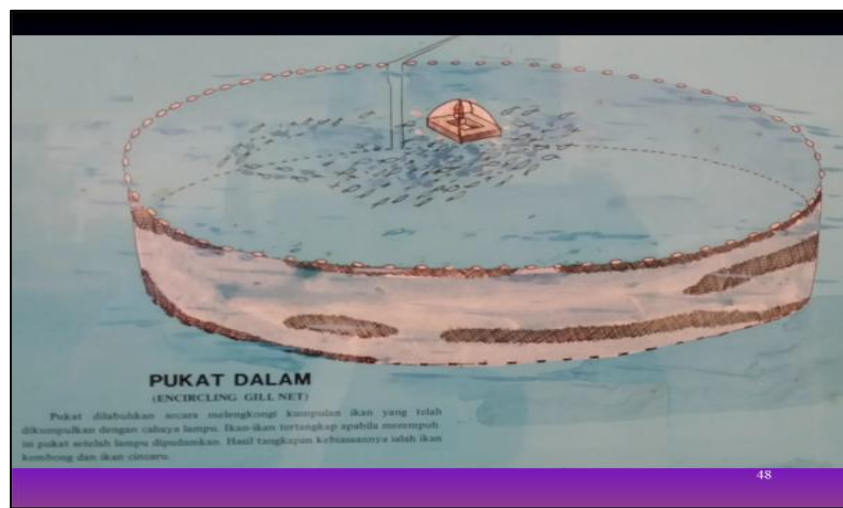 PUKAT DALAM
(ENCIRCLING GILL NET)
Pukat dilabuhkan secara melengkongi kumpulan ikan yang telah
dikumpulkan dengan cahaya lampu. Ikan-ikan tertangkap apabila merempuh
ini pukat setelah lampu dipadamkan. Hasil tangkapan kebiasaannya ialah ikan
kembong dan ikan cincaru.
48